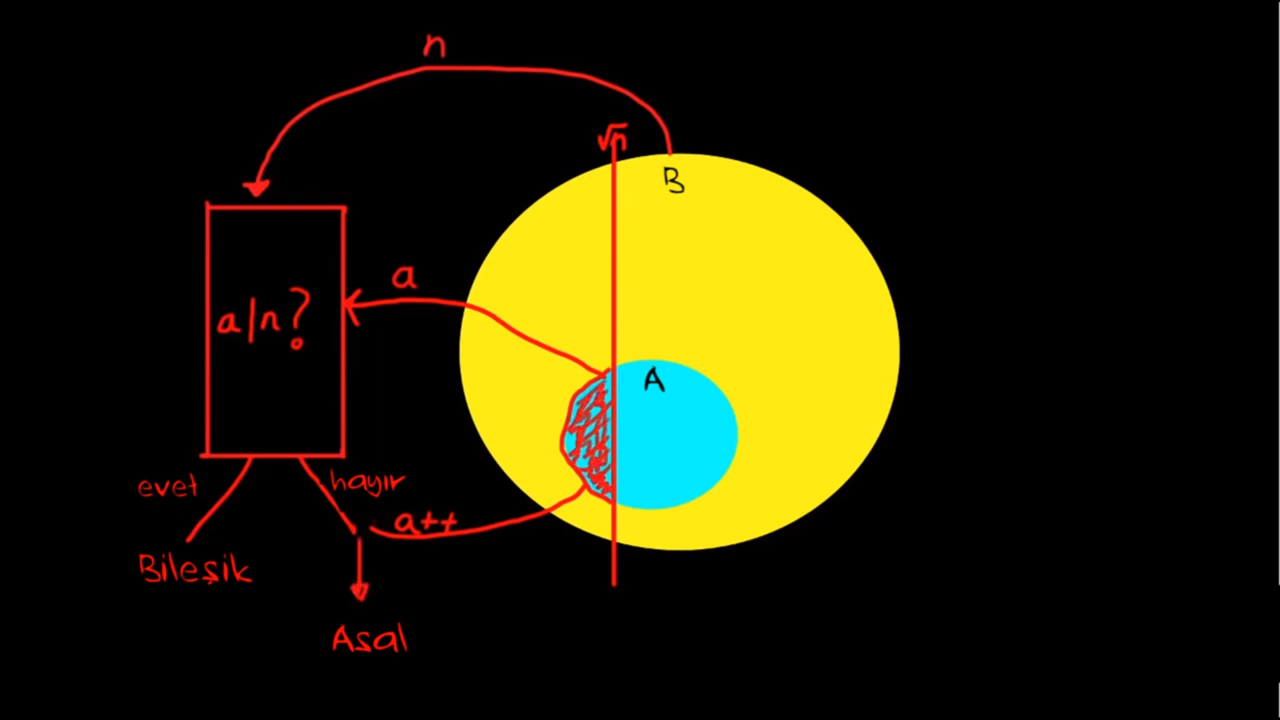 n
√n
B
a
a|n?
A
evet
hayır
a++
Bileşik
Asal